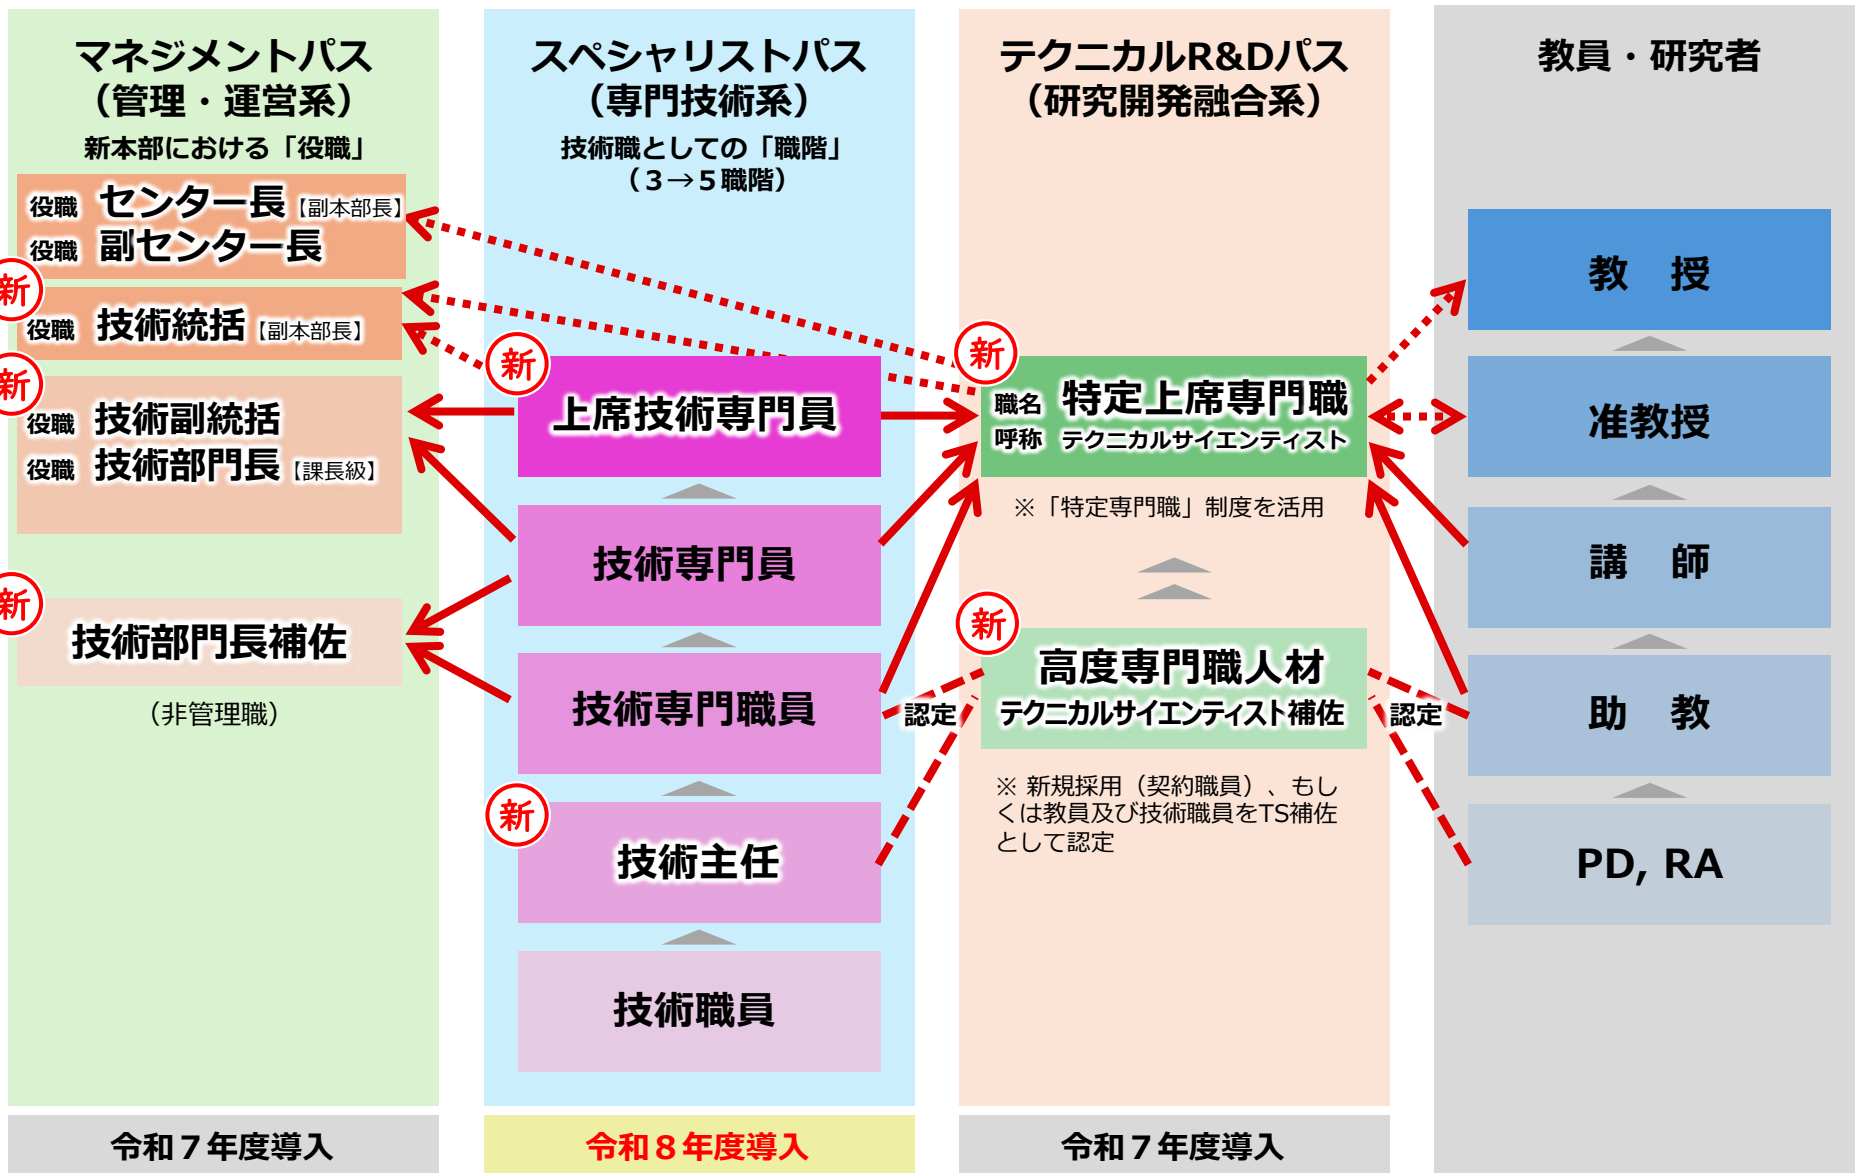 マネジメントパス
（管理・運営系）
新本部における「役職」
役職 センター長【副本部長】
役職 副センター長
新
役職 技術統括【副本部長】
新
役職 技術副統括
役職 技術部門長【課長級】
新
技術部門長補佐
（非管理職）
令和７年度導入
スペシャリストパス
（専門技術系）
技術職としての「職階」
（３→５職階）
新
上席技術専門員
技術専門員
技術専門職員
新
技術主任
技術職員
令和８年度導入
認定
テクニカルR&Dパス
（研究開発融合系）
新
職名 特定上席専門職
呼称 テクニカルサイエンティスト
※「特定専門職」制度を活用
新
高度専門職人材
テクニカルサイエンティスト補佐
※ 新規採用（契約職員）、もし
くは教員及び技術職員をTS補佐
として認定
令和７年度導入
認定
教員・研究者
教　授
准教授
講　師
助　教
PD, RA